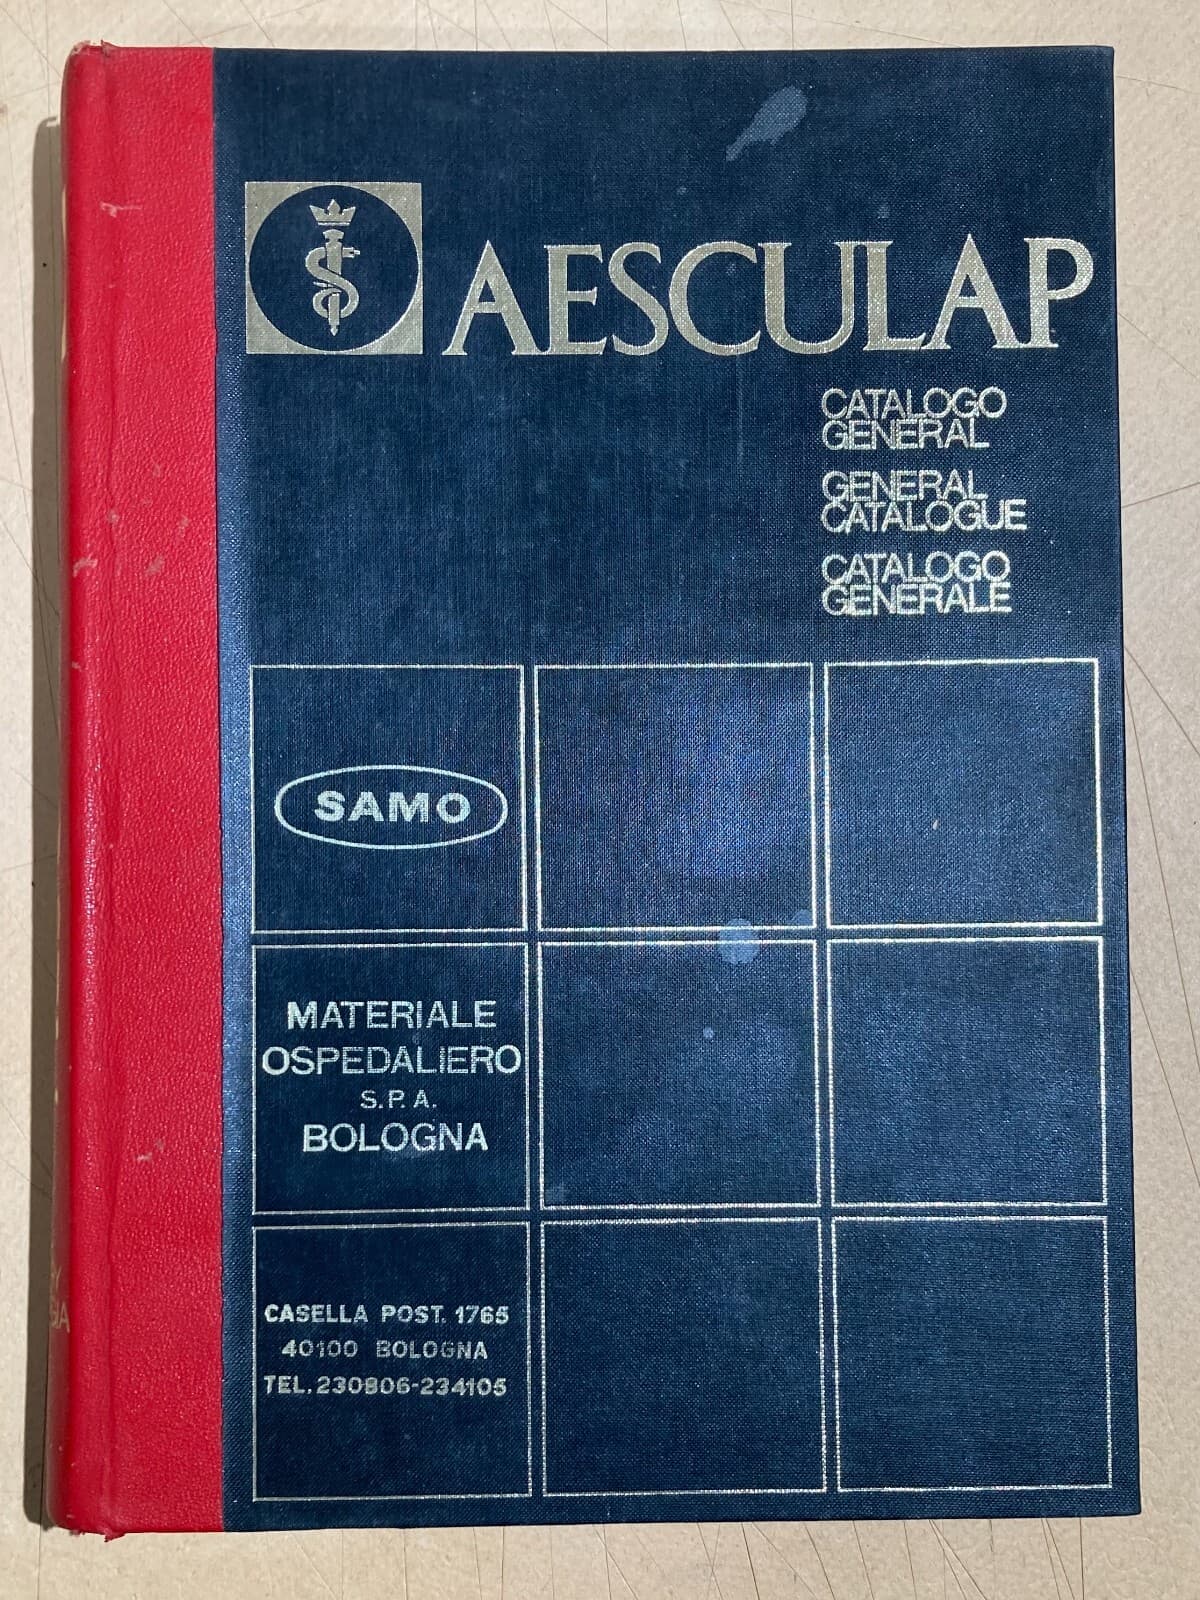 AESCULAP
CATALOGO
GENERAL
GENERAL
CATALOGUE
CATALOGO
GENERALE
SAMO
MATERIALE
OSPEDALIERO
S.P.A.
BOLOGNA
CASELLA POST. 1765
40100 BOLOGNA
TEL. 230806-234105